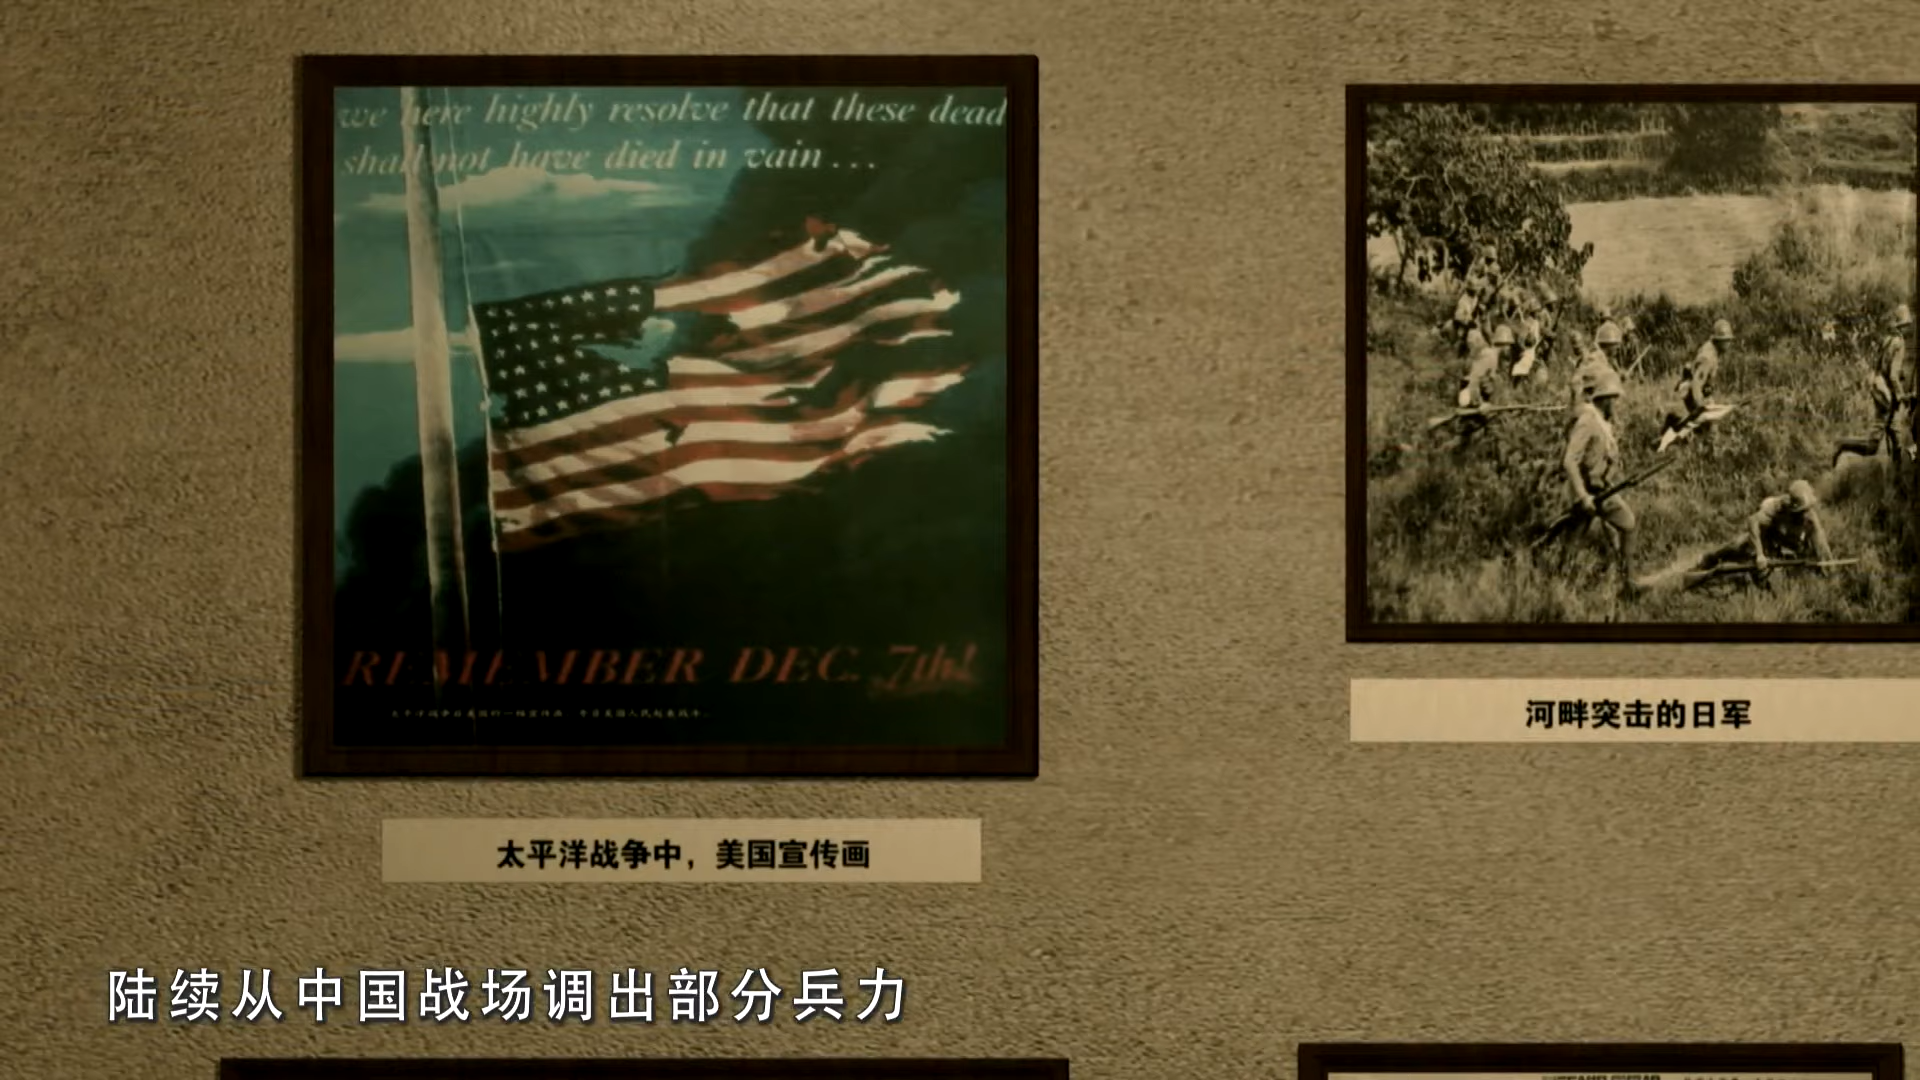 we here highly resolve that these dead
shall not have died in vain . . .
REMEMBER DEC. 7th!
太平洋战争中，美国宣传画
河畔突击的日军
陆续从中国战场调出部分兵力